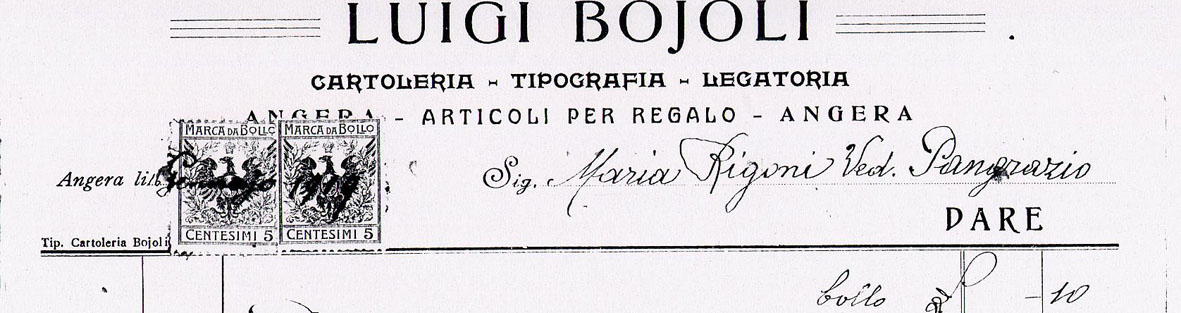 LUIGI BOJOLI
CARTOLERIA - TIPOGRAFIA - LEGATORIA
ANGERA - ARTICOLI PER REGALO - ANGERA
MARCA DA BOLLO MARCA DA BOLLO
Angera li
Sig. Maria Rigoni Ved. Pangrazio
CENTESIMI 5 CENTESIMI 5
DARE
Tip. Cartoleria Bojoli
bollo - 10